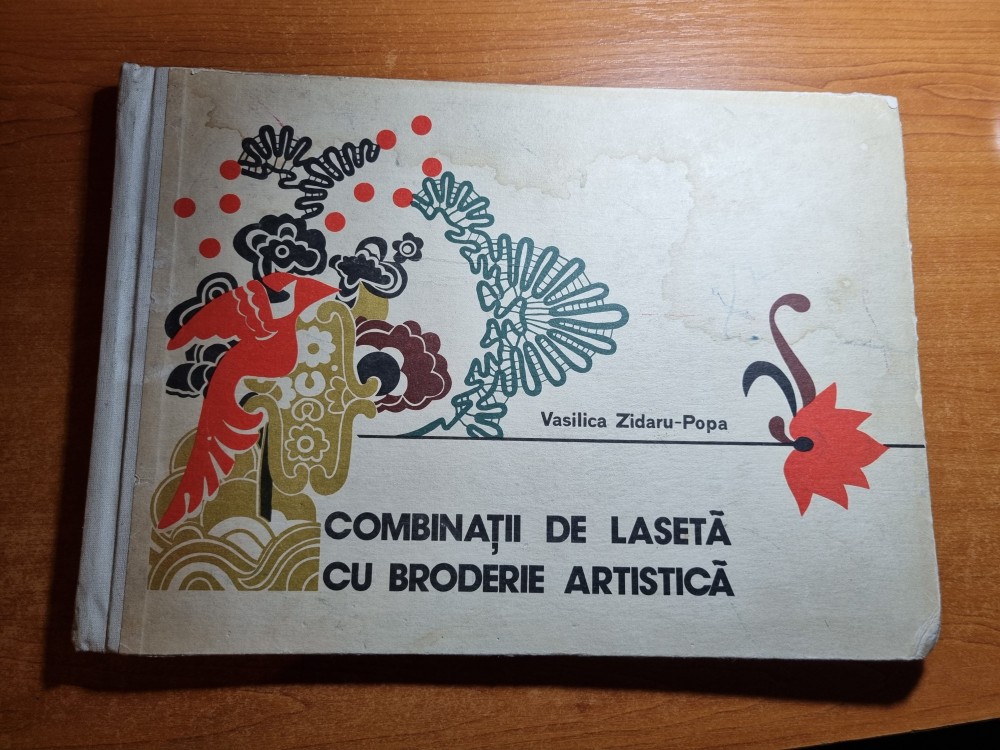 Vasilica Zidaru-Popa
COMBINAȚII DE LASETĂ
CU BRODERIE ARTISTICĂ